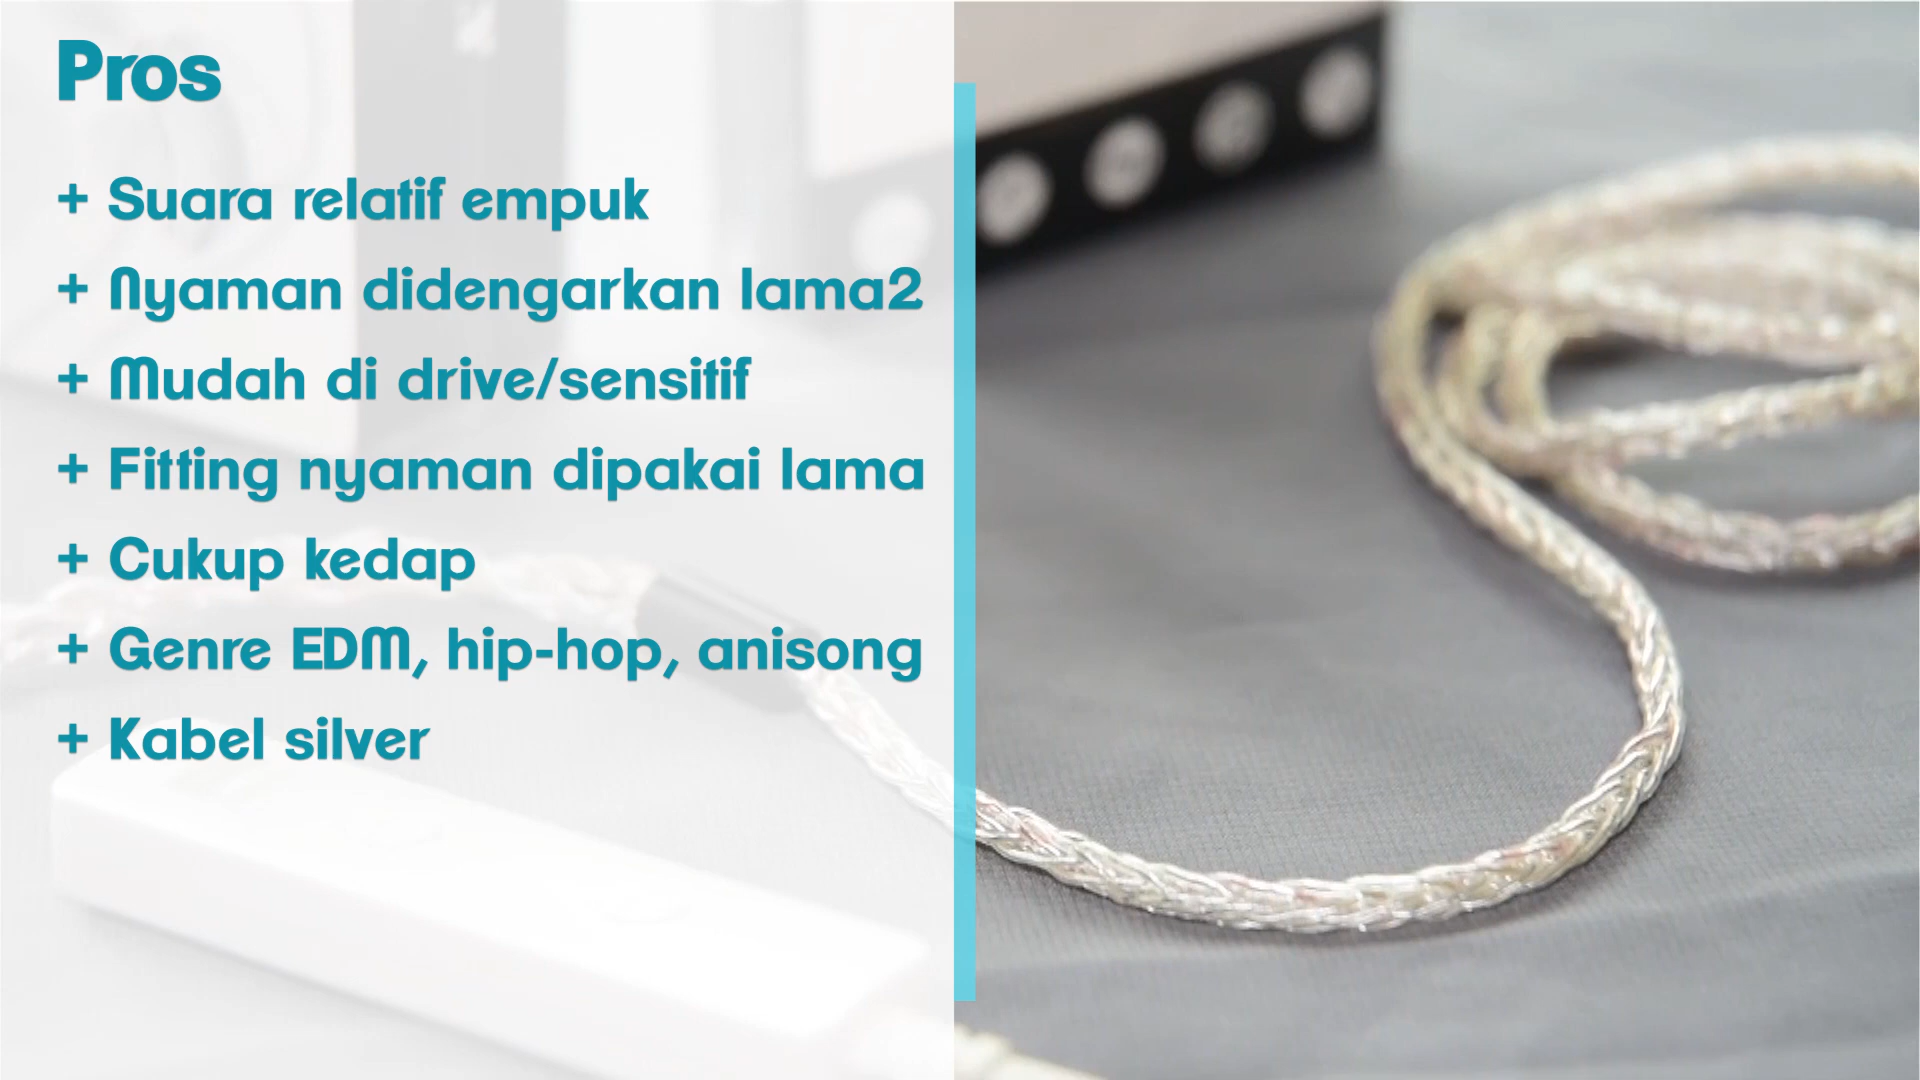 Pros
+ Suara relatif empuk
+ Nyaman didengarkan lama2
+ Mudah di drive/sensitif
+ Fitting nyaman dipakai lama
+ Cukup kedap
+ Genre EDM, hip-hop, anisong
+ Kabel silver